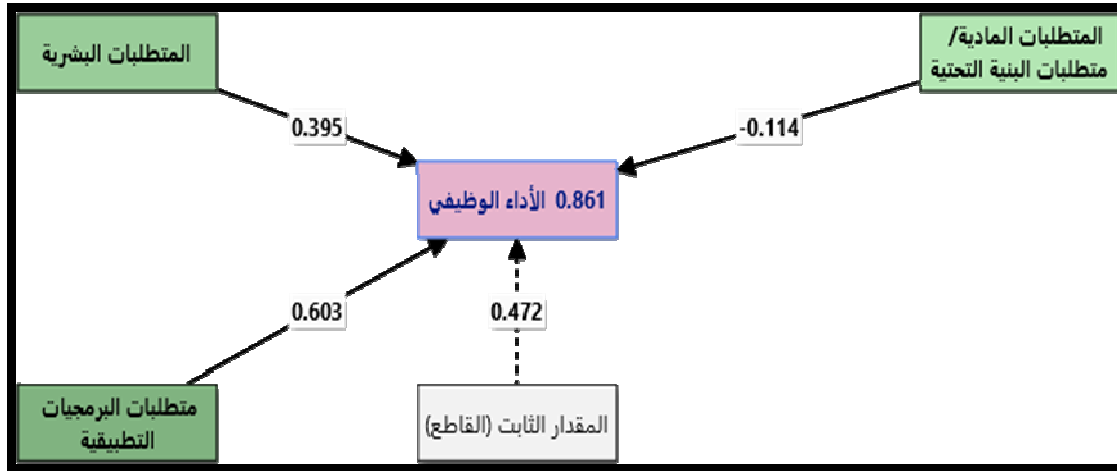 المتطلبات المادية/
متطلبات البنية التحتية
المتطلبات البشرية
-0.114
0.395
0.861 الأداء الوظيفي
0.472
0.603
المقدار الثابت (القاطع)
متطلبات البرمجيات
التطبيقية